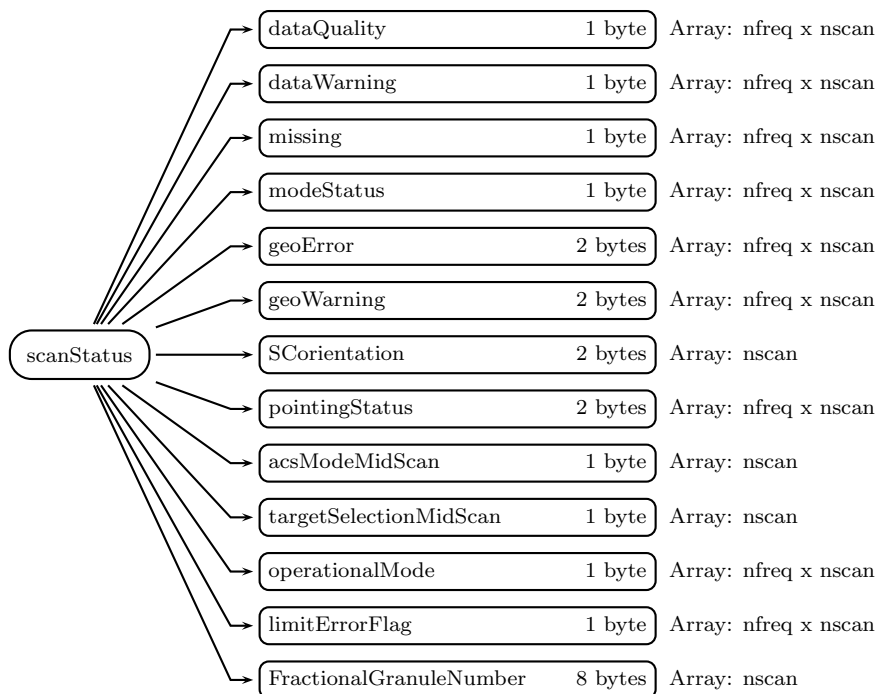 dataQuality 1 byte Array: nfreq x nscan
dataWarning 1 byte Array: nfreq x nscan
missing 1 byte Array: nfreq x nscan
modeStatus 1 byte Array: nfreq x nscan
geoError 2 bytes Array: nfreq x nscan
geoWarning 2 bytes Array: nfreq x nscan
scanStatus SCorientation 2 bytes Array: nscan
pointingStatus 2 bytes Array: nfreq x nscan
acsModeMidScan 1 byte Array: nscan
targetSelectionMidScan 1 byte Array: nscan
operationalMode 1 byte Array: nfreq x nscan
limitErrorFlag 1 byte Array: nfreq x nscan
FractionalGranuleNumber 8 bytes Array: nscan